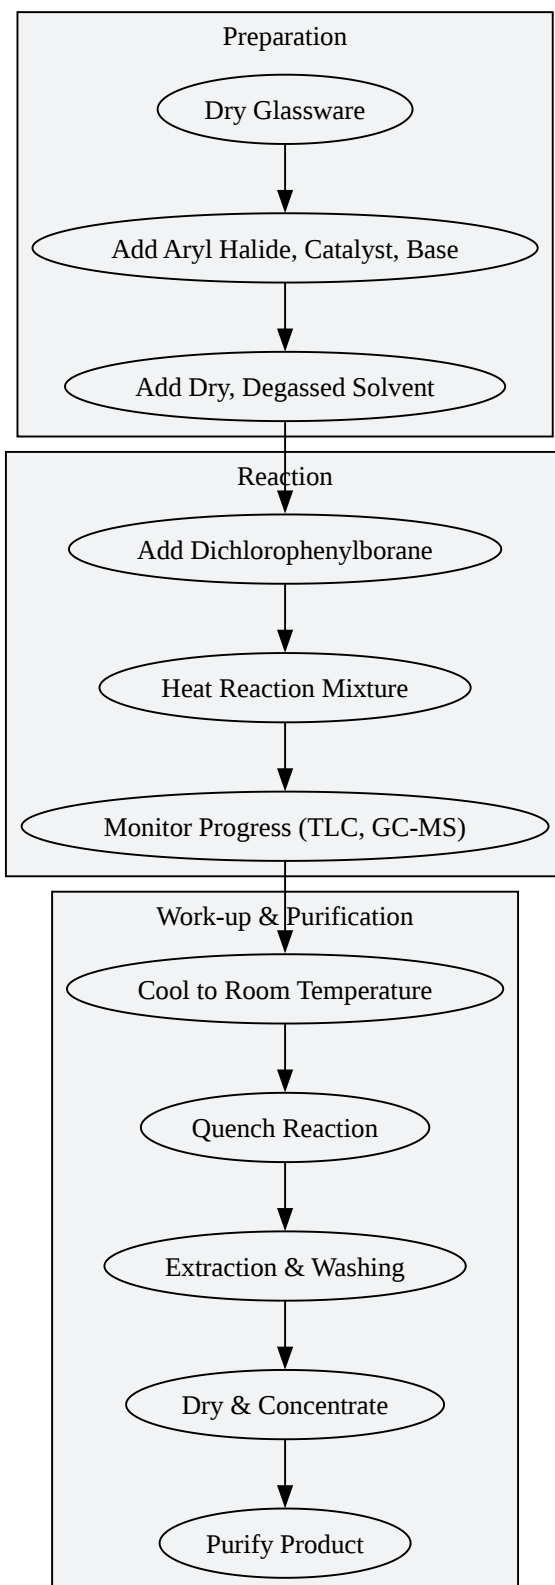 Preparation
Dry Glassware
Add Aryl Halide, Catalyst, Base
Add Dry, Degassed Solvent
Reaction
Add Dichlorophenylborane
Heat Reaction Mixture
Monitor Progress (TLC, GC-MS)
Work-up & Purification
Cool to Room Temperature
Quench Reaction
Extraction & Washing
Dry & Concentrate
Purify Product